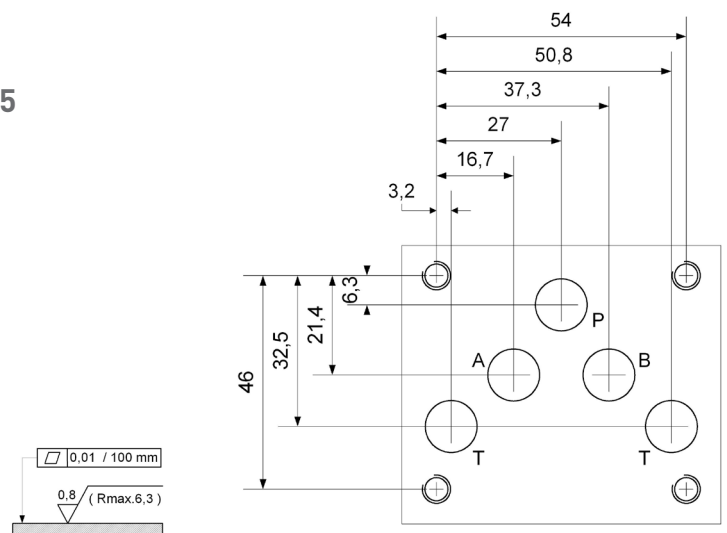 54
50,8
5
37,3
27
16,7
3,2
6,3
P
21,4
32,5
A
B
46
T
T
0,01 / 100 mm
0,8
( Rmax.6,3 )